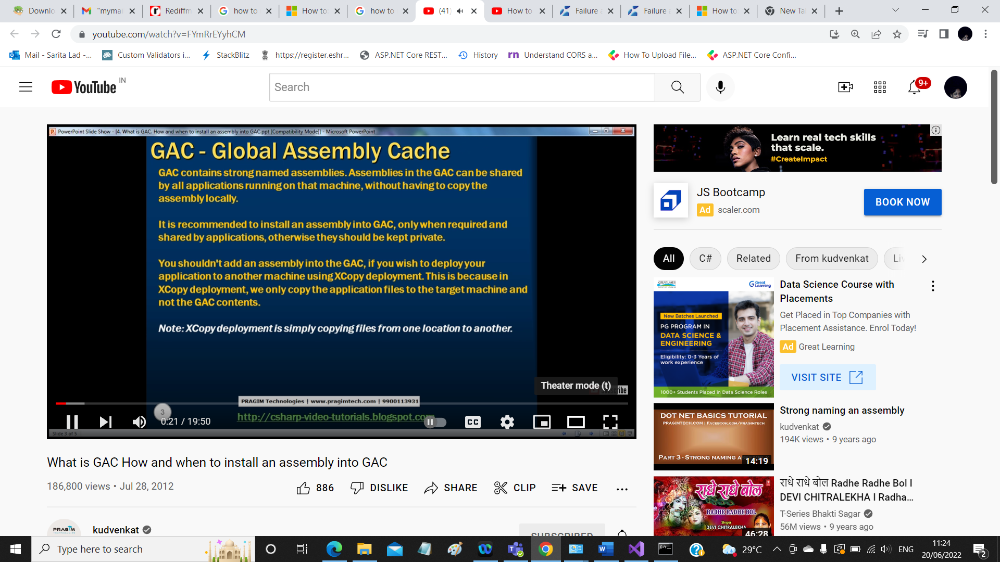 Downlo
"mymai
Rediffm
how to
How to
how to
(41)
How to
Failure
Failure
How to
New Ta
youtube.com/watch?v=FYmRrEYyhCM
Mail - Sarita Lad -...
Custom Validators i...
StackBlitz
https://register.eshr...
ASP.NET Core REST...
History
rn Understand CORS a...
How To Upload File...
ASP.NET Core Confi...
YouTube IN
Search
9+
PowerPoint Slide Show - [4. What is GAC. How and when to install an assembly into GAC.ppt [Compatibility Mode]] - Microsoft PowerPoint
GAC - Global Assembly Cache
GAC contains strong named assemblies. Assemblies in the GAC can be shared
by all applications running on that machine, without having to copy the
assembly locally.
It is recommended to install an assembly into GAC, only when required and
shared by applications, otherwise they should be kept private.
You shouldn't add an assembly into the GAC, if you wish to deploy your
application to another machine using XCopy deployment. This is because in
XCopy deployment, we only copy the application files to the target machine and
not the GAC contents.
Note: XCopy deployment is simply copying files from one location to another.
Theater mode (t)
PRAGIM Technologies | www.pragimtech.com | 9900113931
3
0:21 / 19:50
http://csharp-video-tutorials.blogspot.com
CC
Slide 3 of 5
What is GAC How and when to install an assembly into GAC
186,800 views • Jul 28, 2012
886
DISLIKE
SHARE
CLIP
SAVE
PRAGIM
TECHNOLOGIES
kudvenkat
SUBSCRIBED
Learn real tech skills
that scale.
#CreateImpact
JS Bootcamp
Ad scaler.com
BOOK NOW
All
C#
Related
From kudvenkat
Liv
GREAT LAKES
Great
Learning
New Batches Launched
PG PROGRAM IN
DATA SCIENCE &
ENGINEERING
Eligibility: 0-3 Years of
work experience
1000+ Students Placed in Data Science Roles
Data Science Course with
Placements
Get Placed in Top Companies with
Placement Assistance. Enrol Today!
Ad Great Learning
VISIT SITE
DOT NET BASICS TUTORIAL
PRAGIMTECH.COM | FACEBOOK.COM/PRAGIMTECH
PART 3 - STRONG NAMING
14:19
Strong naming an assembly
kudvenkat
194K views • 9 years ago
राधे राधे बोल
RADHE RADHE BOL
Singer
DEVI CHITRALEKHA
46:28
राधे राधे बोल Radhe Radhe Bol I
DEVI CHITRALEKHA I Radha...
T-Series Bhakti Sagar
56M views • 9 years ago
Type here to search
29°C
ENG
11:24
20/06/2022
2